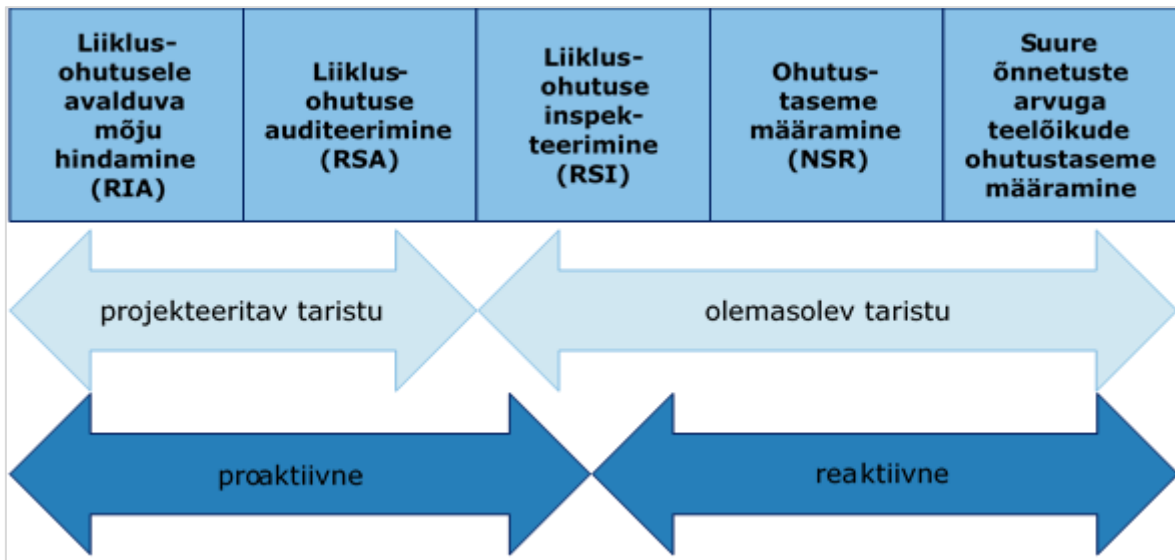 Liiklus-
ohutusele
avalduva
mõju
hindamine
(RIA)
Liiklus-
ohutuse
auditeerimine
(RSA)
Liiklus-
ohutuse
inspek-
teerimine
(RSI)
Ohutus-
taseme
määramine
(NSR)
Suure
õnnetuste
arvuga
teelõikude
ohutustaseme
määramine
projekteeritav taristu
olemasolev taristu
proaktiivne
reaktiivne